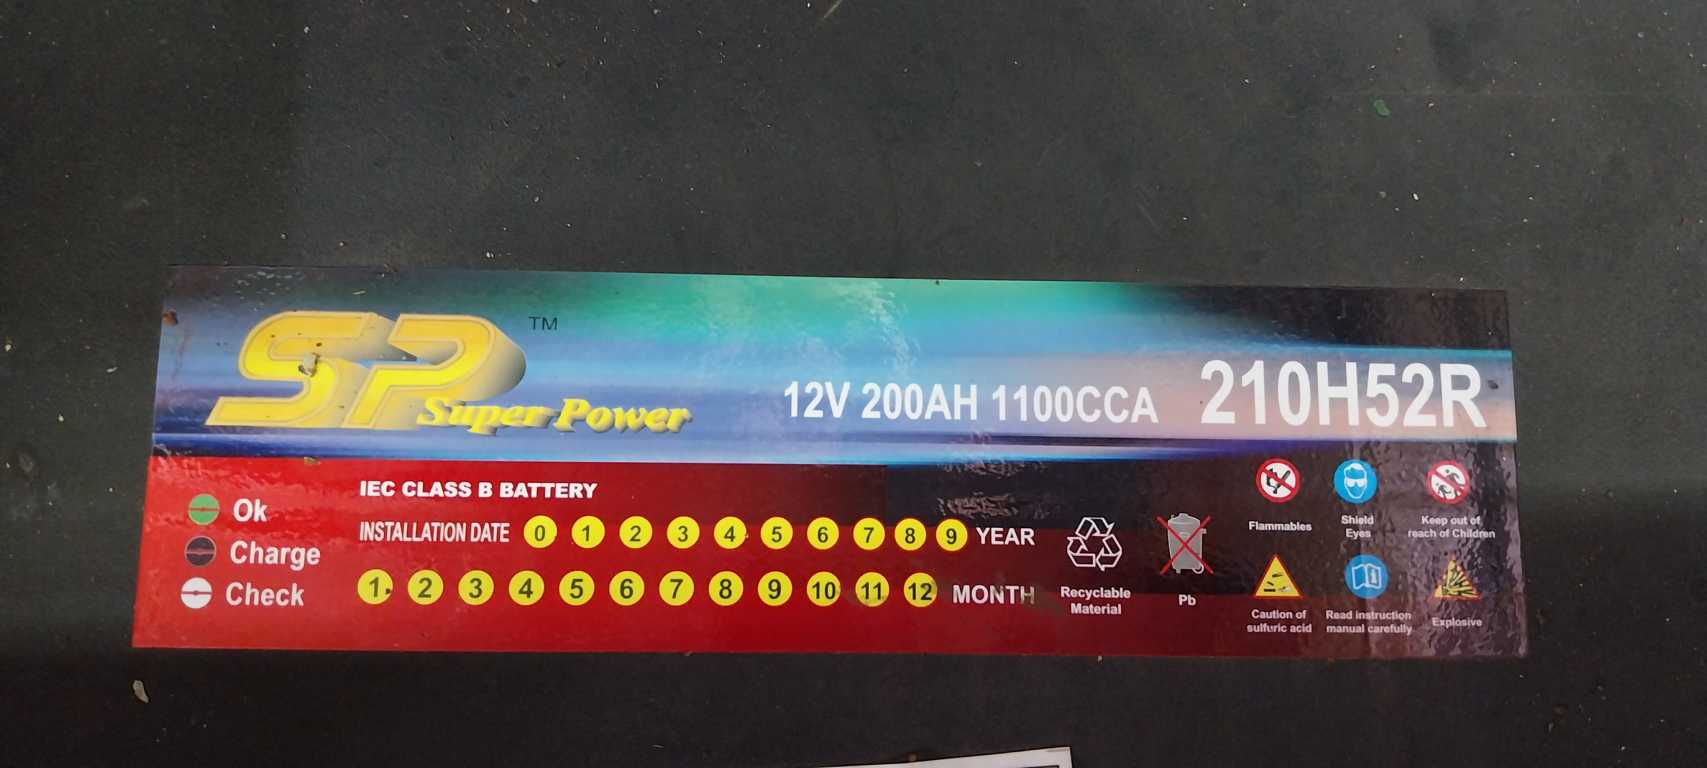 SP TM
Super Power
12V 200AH 1100CCA 210H52R
IEC CLASS B BATTERY
Ok
Charge
Check
INSTALLATION DATE 0 1 2 3 4 5 6 7 8 9 YEAR
1 2 3 4 5 6 7 8 9 10 11 12 MONTH
Recyclable
Material
Pb
Flammables
Shield
Eyes
Keep out of
reach of Children
Caution of
sulfuric acid
Read instruction
manual carefully
Explosive